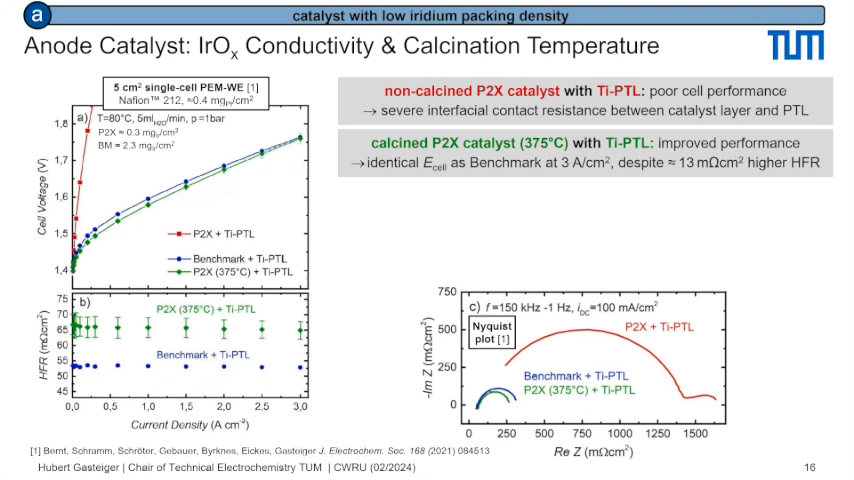 a
catalyst with low iridium packing density
Anode Catalyst: IrOx Conductivity & Calcination Temperature
TUM
5 cm² single-cell PEM-WE [1]
Nafion™ 212, ≈0.4 mgPt/cm²
a) T=80°C, 5mlH2O/min, p =1bar
P2X ≈ 0.3 mgIr/cm²
BM ≈ 2.3 mgIr/cm²
1,8
1,7
1,6
1,5
1,4
Cell Voltage (V)
P2X + Ti-PTL
Benchmark + Ti-PTL
P2X (375°C) + Ti-PTL
b)
75
70
65
60
55
50
45
HFR (mΩcm²)
P2X (375°C) + Ti-PTL
Benchmark + Ti-PTL
0,0 0,5 1,0 1,5 2,0 2,5 3,0
Current Density (A cm⁻²)
non-calcined P2X catalyst with Ti-PTL: poor cell performance
→ severe interfacial contact resistance between catalyst layer and PTL
calcined P2X catalyst (375°C) with Ti-PTL: improved performance
→ identical Ecell as Benchmark at 3 A/cm², despite ≈ 13 mΩcm² higher HFR
750
500
250
0
-Im Z (mΩcm²)
c) f =150 kHz -1 Hz, iDC=100 mA/cm²
Nyquist
plot [1]
P2X + Ti-PTL
Benchmark + Ti-PTL
P2X (375°C) + Ti-PTL
0 250 500 750 1000 1250 1500
Re Z (mΩcm²)
[1] Bernt, Schramm, Schröter, Gebauer, Byrknes, Eickes, Gasteiger J. Electrochem. Soc. 168 (2021) 084513
Hubert Gasteiger | Chair of Technical Electrochemistry TUM | CWRU (02/2024)
16